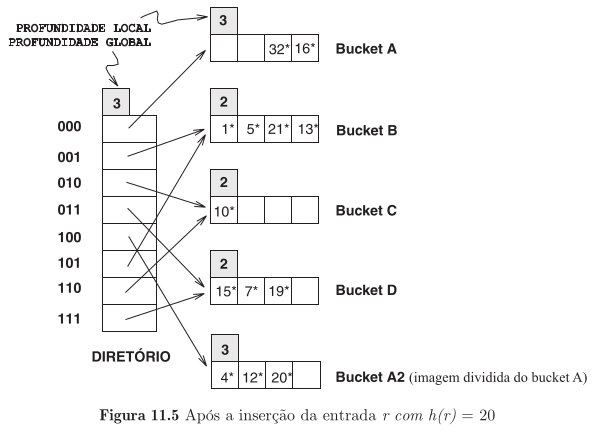 PROFUNDIDADE LOCAL
PROFUNDIDADE GLOBAL
3
32* 16*
Bucket A
3
000
001
010
011
100
101
110
111
DIRETÓRIO
2
1* 5* 21* 13*
Bucket B
2
10*
Bucket C
2
15* 7* 19*
Bucket D
3
4* 12* 20*
Bucket A2 (imagem dividida do bucket A)
Figura 11.5 Após a inserção da entrada r com h(r) = 20